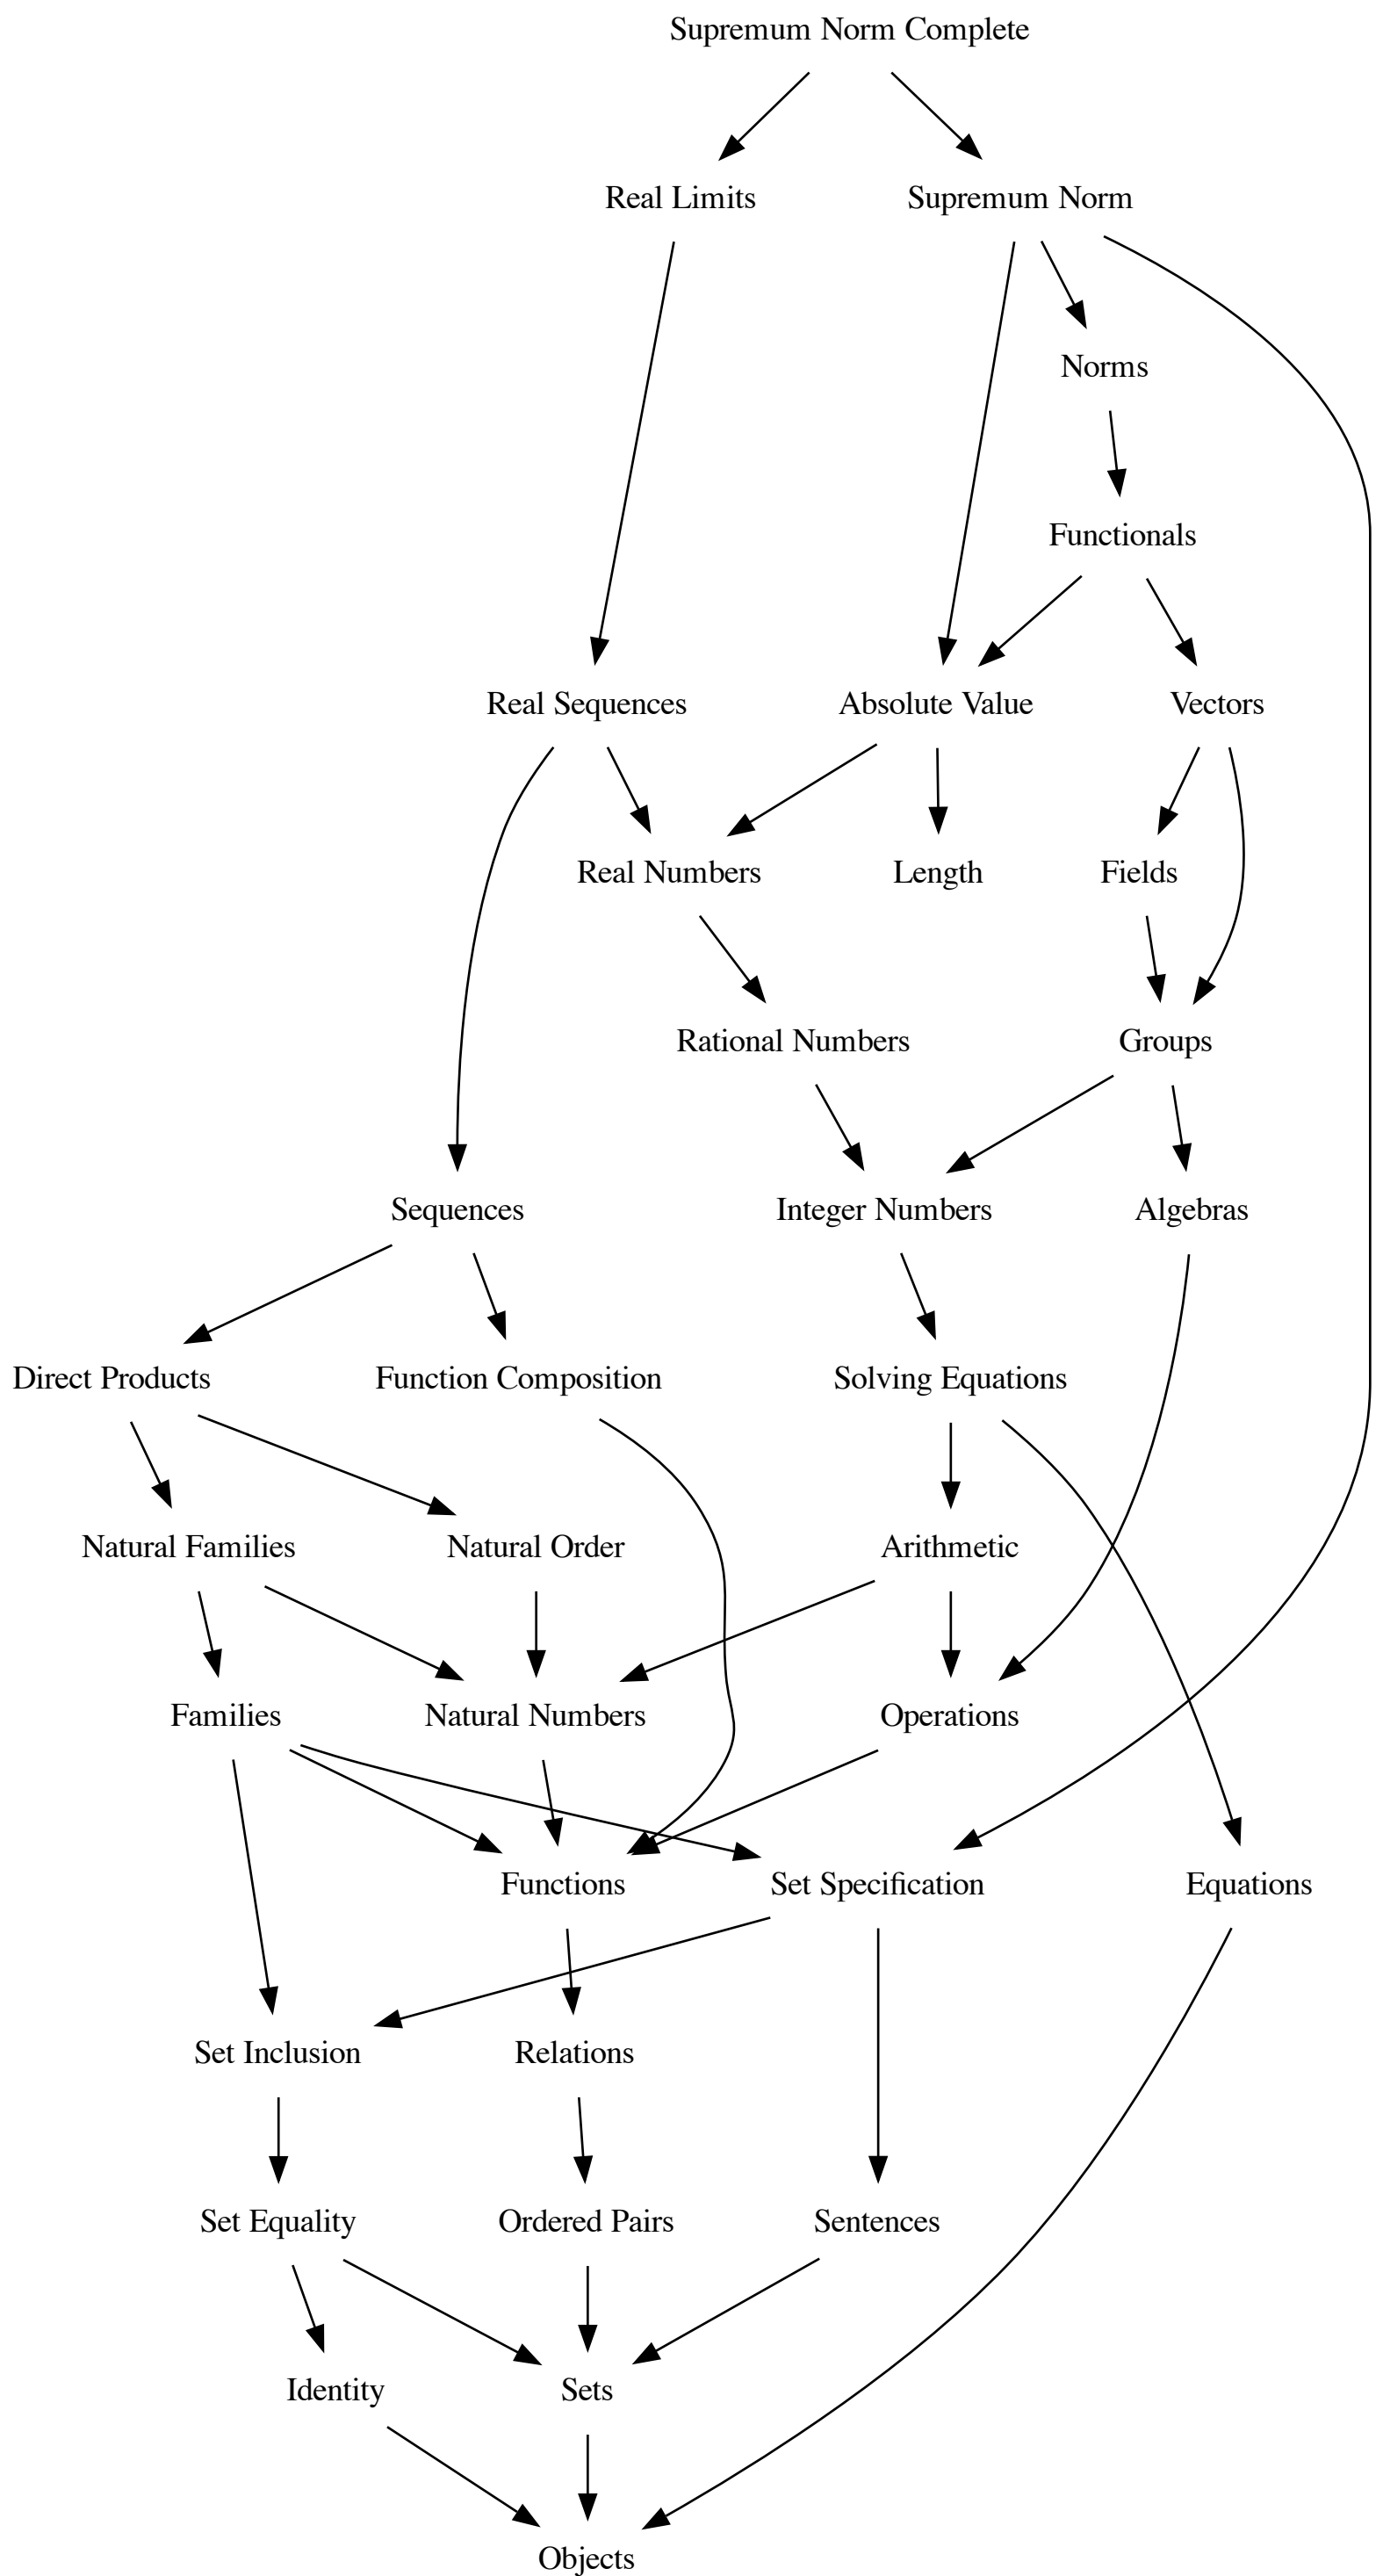 Supremum Norm Complete
Real Limits
Supremum Norm
Norms
Functionals
Real Sequences
Absolute Value
Vectors
Real Numbers
Length
Fields
Rational Numbers
Groups
Sequences
Integer Numbers
Algebras
Direct Products
Function Composition
Solving Equations
Natural Families
Natural Order
Arithmetic
Families
Natural Numbers
Operations
Functions
Set Specification
Equations
Set Inclusion
Relations
Set Equality
Ordered Pairs
Sentences
Identity
Sets
Objects